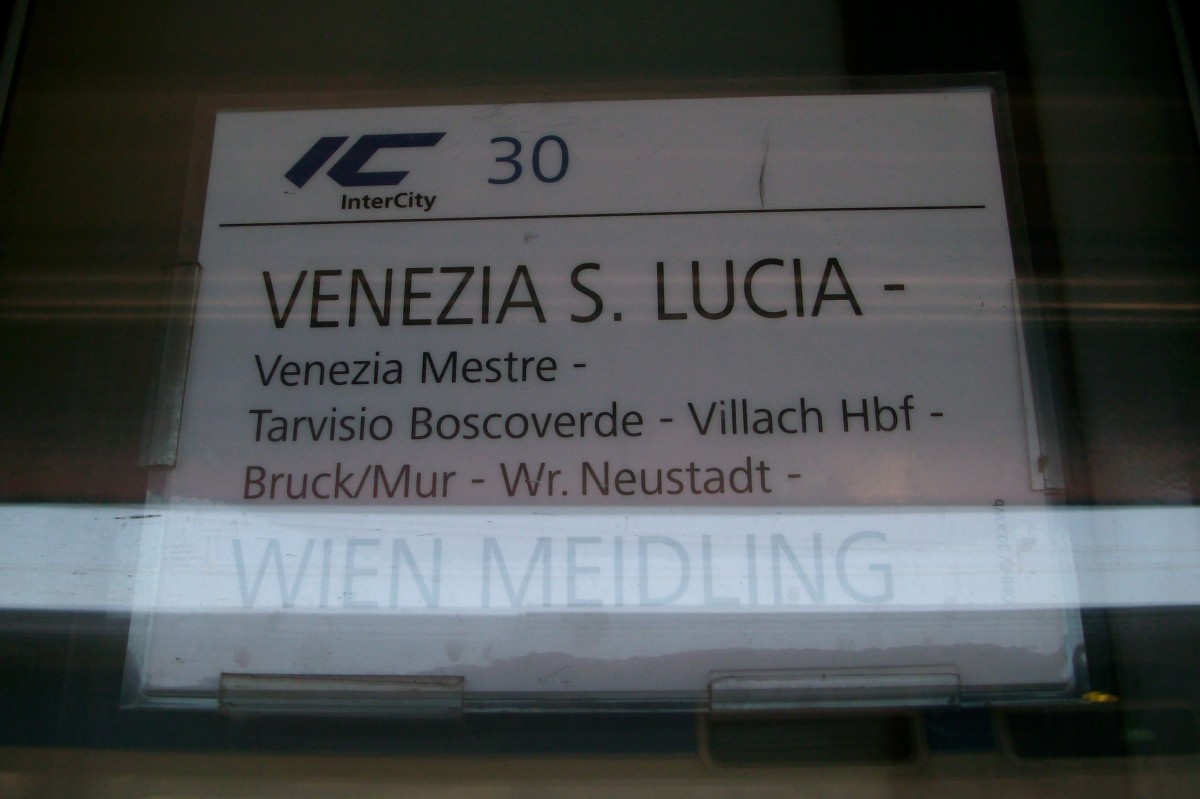 IC 30
InterCity
VENEZIA S. LUCIA -
Venezia Mestre -
Tarvisio Boscoverde - Villach Hbf -
Bruck/Mur - Wr. Neustadt -
WIEN MEIDLING